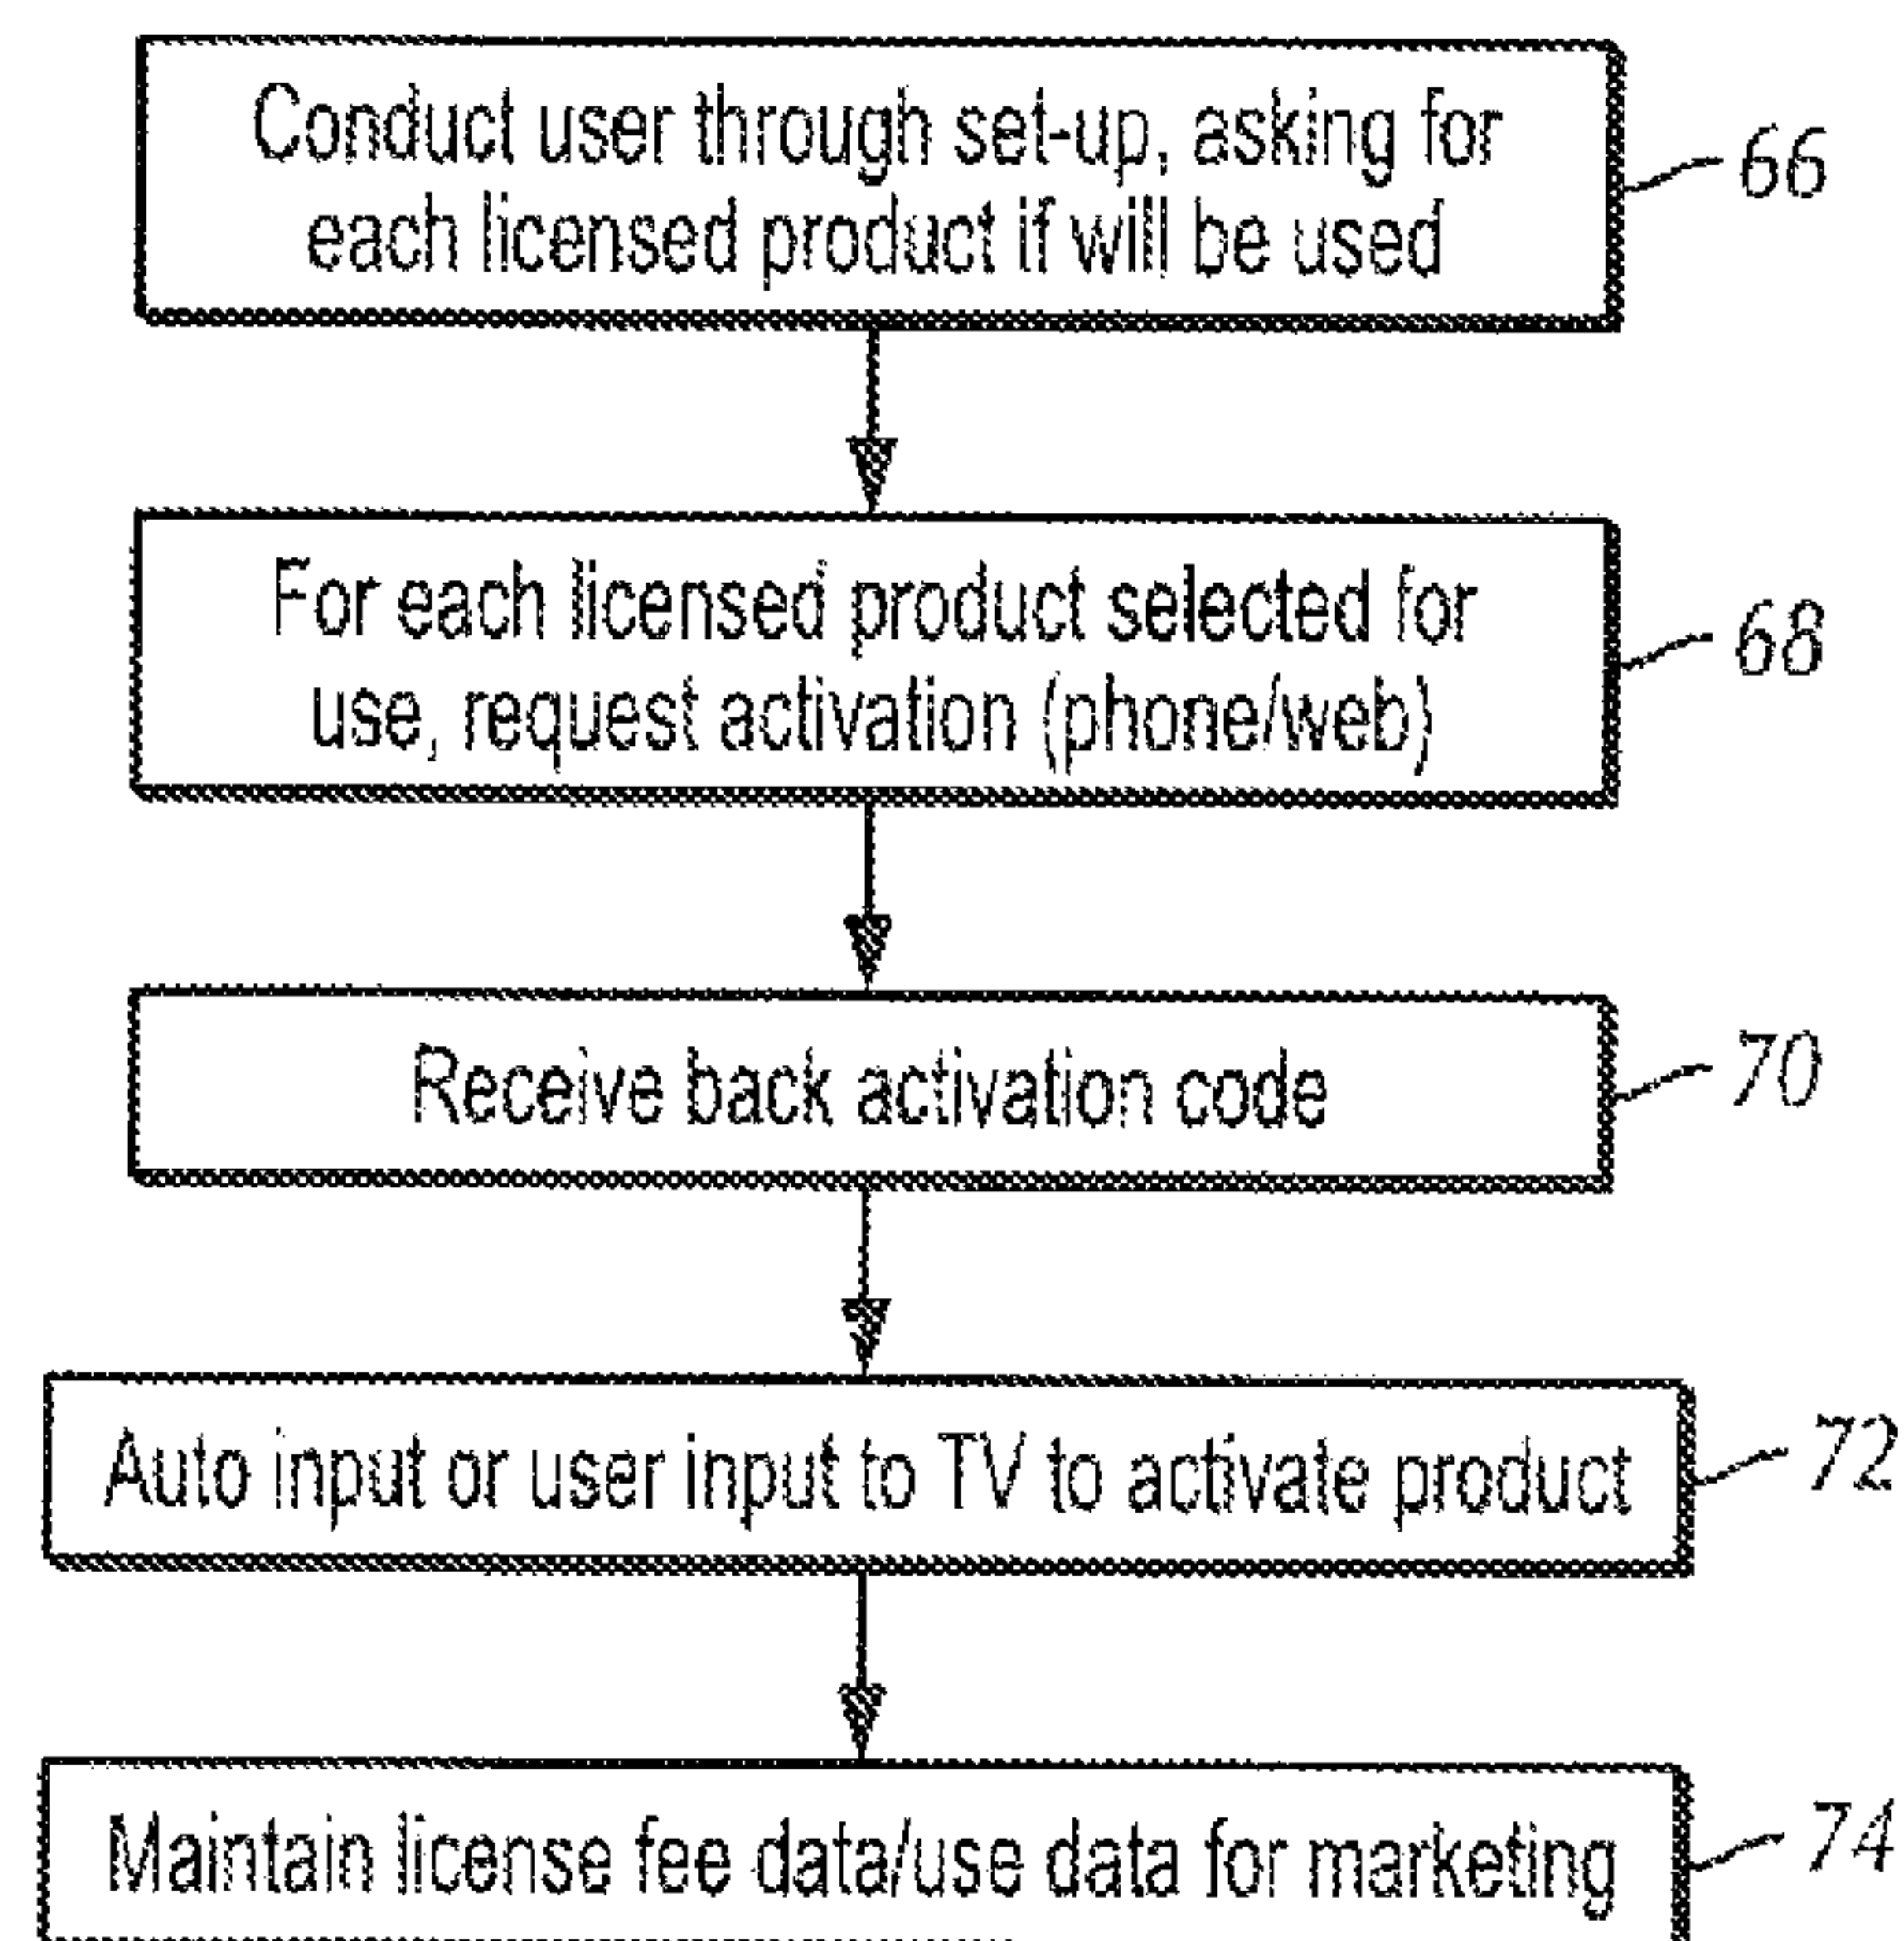 Conduct user through set-up, asking for
each licensed product if will be used
66
For each licensed product selected for
use, request activation (phone/web)
68
Receive back activation code
70
Auto input or user input to TV to activate product
72
Maintain license fee data/use data for marketing
74